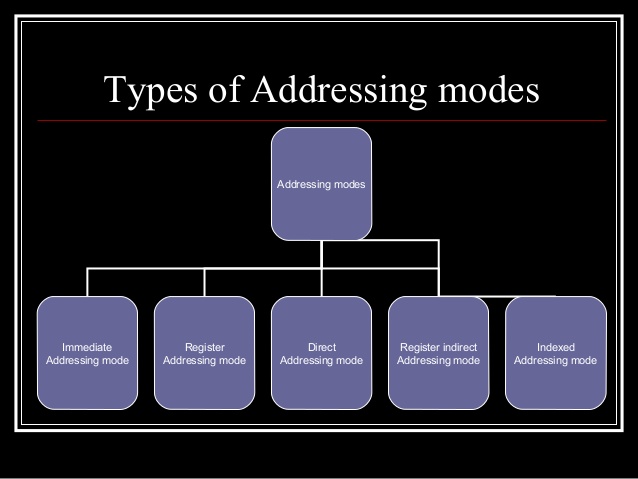 Types of Addressing modes
Addressing modes
Immediate
Addressing mode
Register
Addressing mode
Direct
Addressing mode
Register indirect
Addressing mode
Indexed
Addressing mode